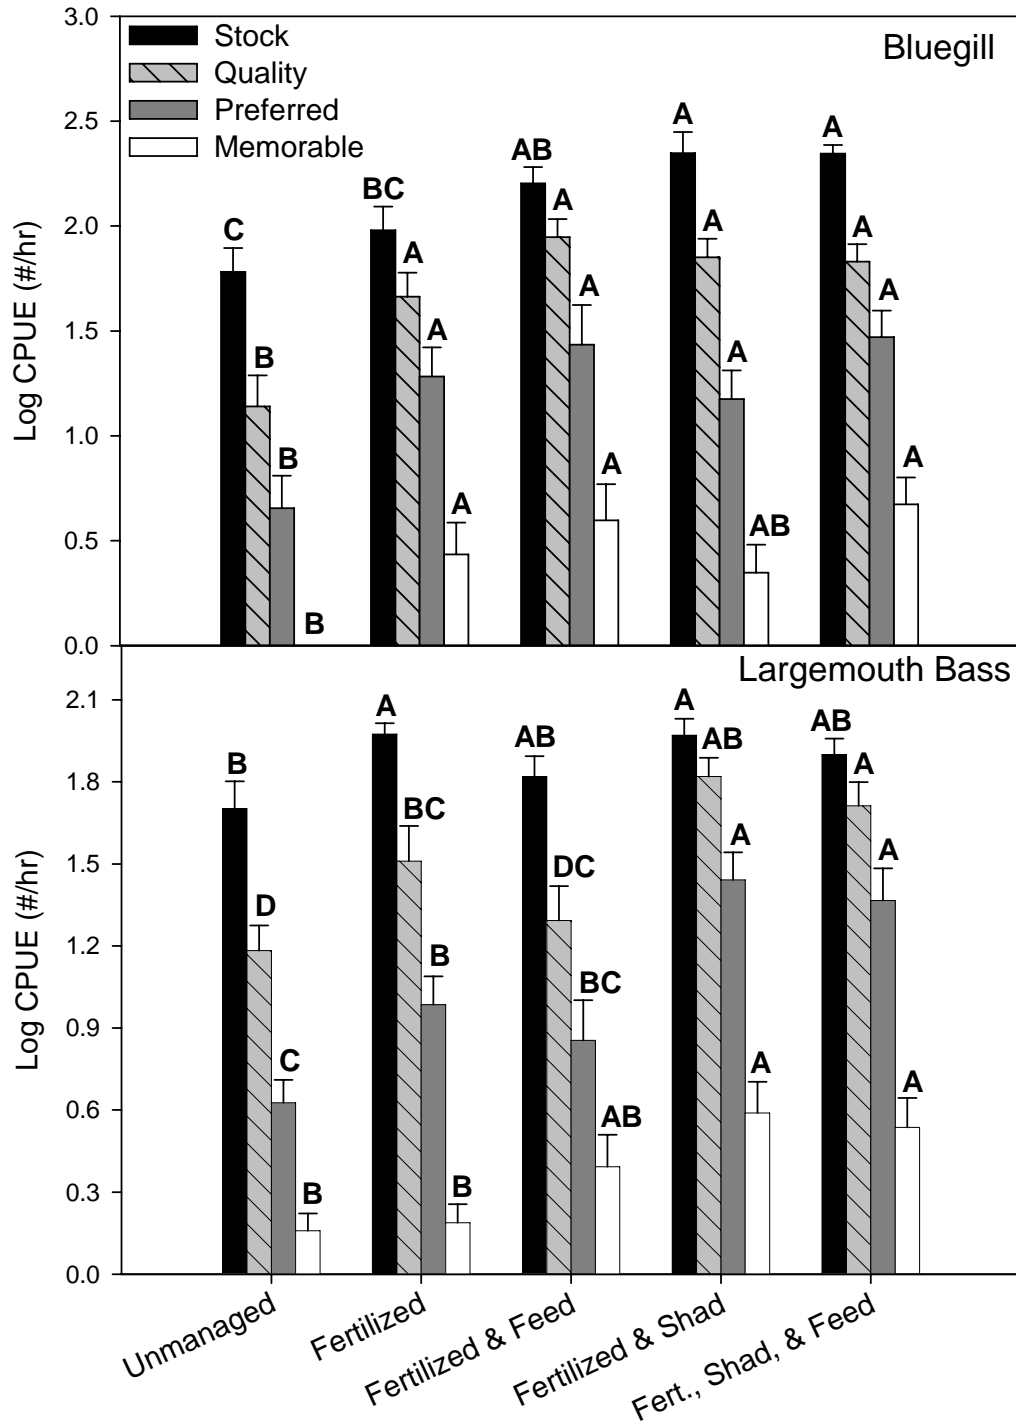 3.0
Stock
Bluegill
Quality
Preferred
2.5
Memorable
A
A
AB
A
BC
A
A
2.0
C
A
A
Log CPUE (#/hr)
1.5
B
A
A
A
1.0
B
A
A
A
0.5
AB
B
0.0
Largemouth Bass
2.1
A
A
AB
AB
AB
B
A
1.8
BC
Log CPUE (#/hr)
1.5
D
DC
A
A
1.2
B
BC
0.9
C
0.6
AB
A
A
B
B
0.3
0.0
Unmanaged
Fertilized
Fertilized & Feed
Fertilized & Shad
Fert., Shad, & Feed